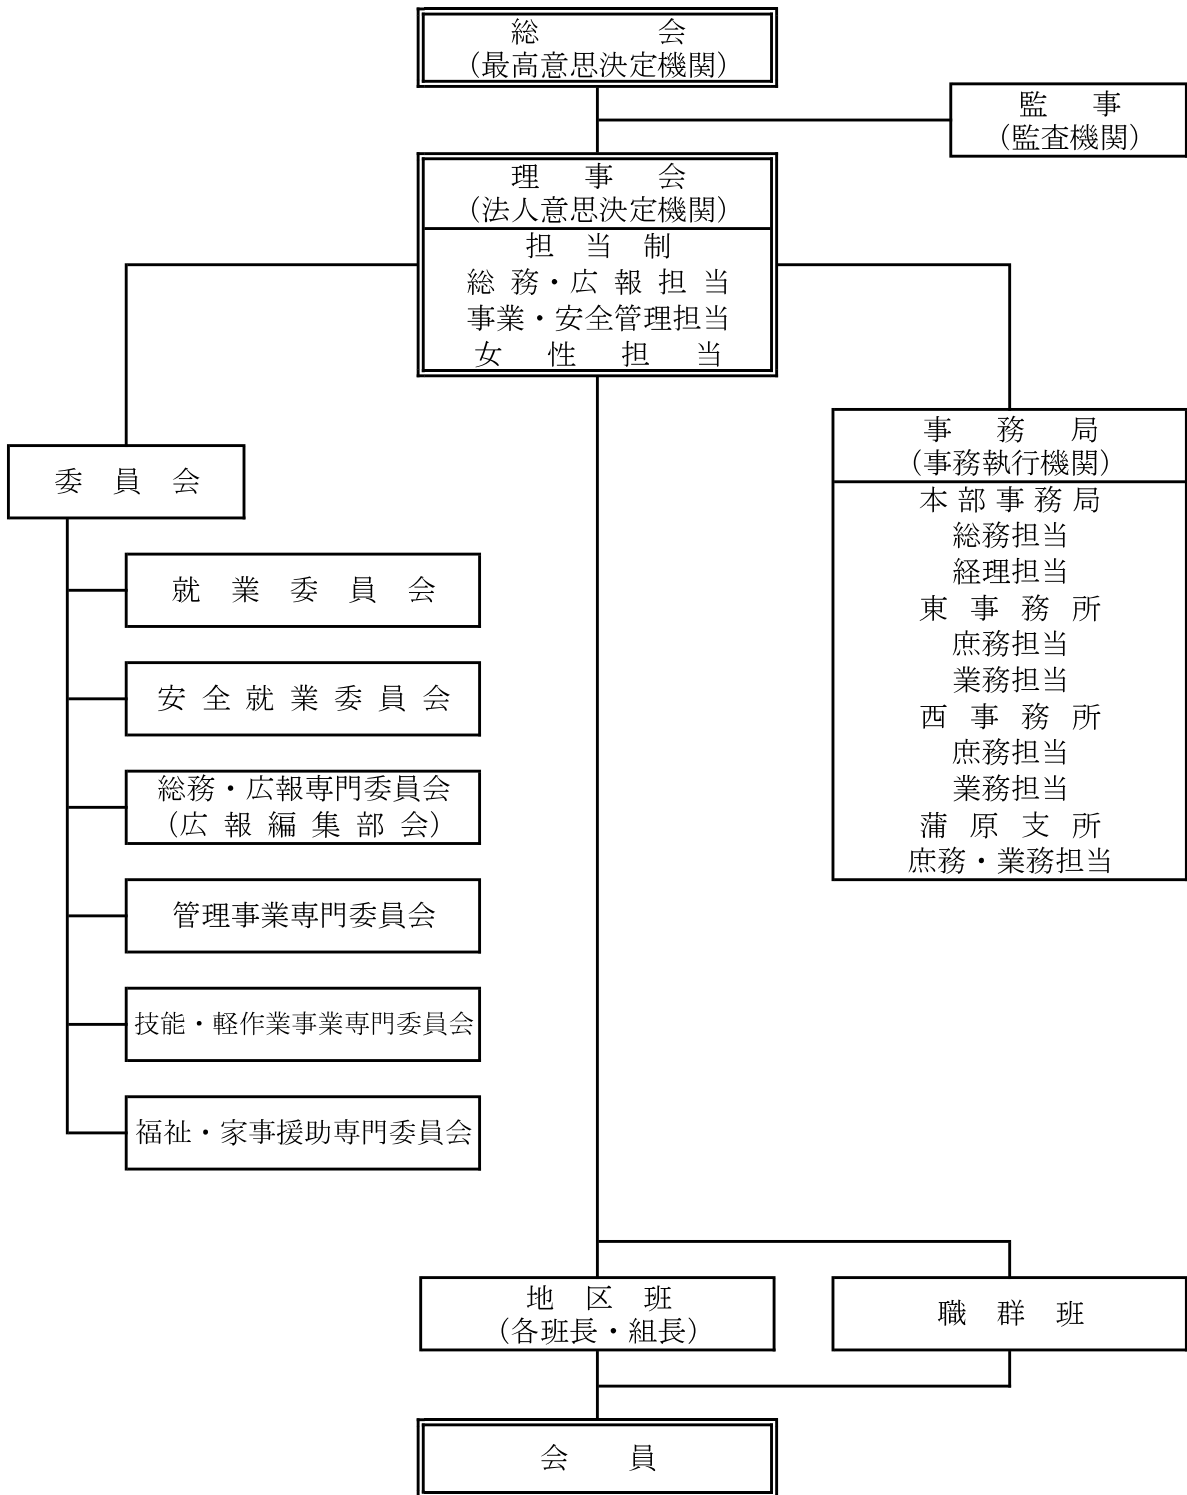 総会
(最高意思決定機関)
監事
(監査機関)
理事会
(法人意思決定機関)
担当制
総務・広報担当
事業・安全管理担当
女性担当
委員会
就業委員会
安全就業委員会
総務・広報専門委員会
(広報編集部会)
管理事業専門委員会
技能・軽作業事業専門委員会
福祉・家事援助専門委員会
事務局
(事務執行機関)
本部事務局
総務担当
経理担当
東事務所
庶務担当
業務担当
西事務所
庶務担当
業務担当
蒲原支所
庶務・業務担当
地区班
(各班長・組長)
職群班
会員